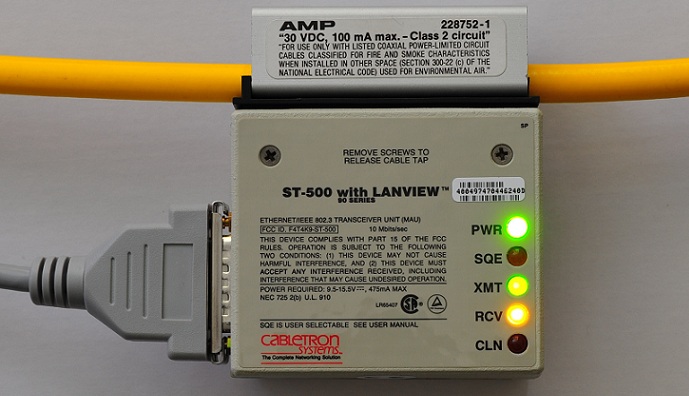 AMP 228752-1
"30 VDC, 100 mA max. – Class 2 circuit"
"FOR USE ONLY WITH LISTED COAXIAL POWER-LIMITED CIRCUIT
CABLES CLASSIFIED FOR FIRE AND SMOKE CHARACTERISTICS
WHEN INSTALLED IN OTHER SPACE (SECTION 300-22 (c) OF THE
NATIONAL ELECTRICAL CODE) USED FOR ENVIRONMENTAL AIR."
SP
REMOVE SCREWS TO
RELEASE CABLE TAP
ST-500 with LANVIEW™
90 SERIES
400497470446240D
ETHERNET/IEEE 802.3 TRANSCEIVER UNIT (MAU)
FCC ID. F4T4K9-ST-500 10 Mbits/sec
THIS DEVICE COMPLIES WITH PART 15 OF THE FCC
RULES. OPERATION IS SUBJECT TO THE FOLLOWING
TWO CONDITIONS: (1) THIS DEVICE MAY NOT CAUSE
HARMFUL INTERFERENCE, AND (2) THIS DEVICE MUST
ACCEPT ANY INTERFERENCE RECEIVED, INCLUDING
INTERFERENCE THAT MAY CAUSE UNDESIRED OPERATION.
POWER REQUIRED: 9.5-15.5V⎓, 475mA MAX
NEC 725 2(b) U.L. 910
LR65407
SQE IS USER SELECTABLE SEE USER MANUAL
CABLETRON
SYSTEMS
The Complete Networking Solution
PWR
SQE
XMT
RCV
CLN